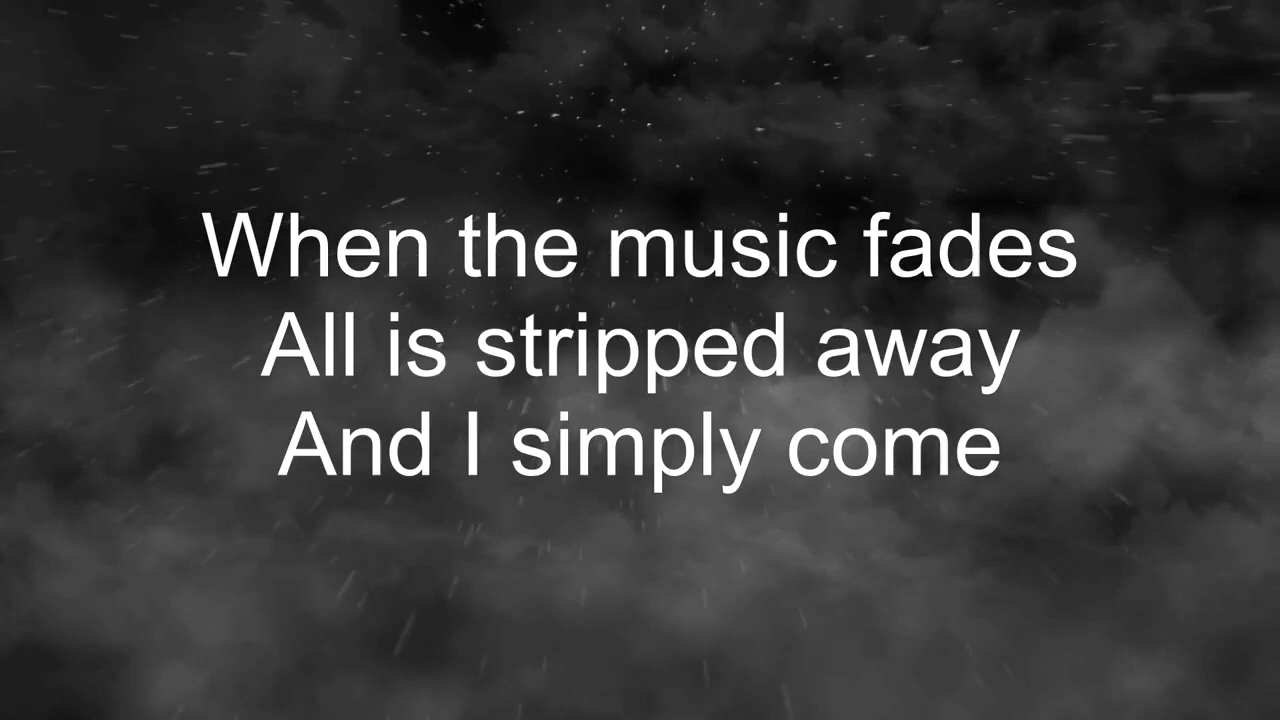 When the music fades
All is stripped away
And I simply come